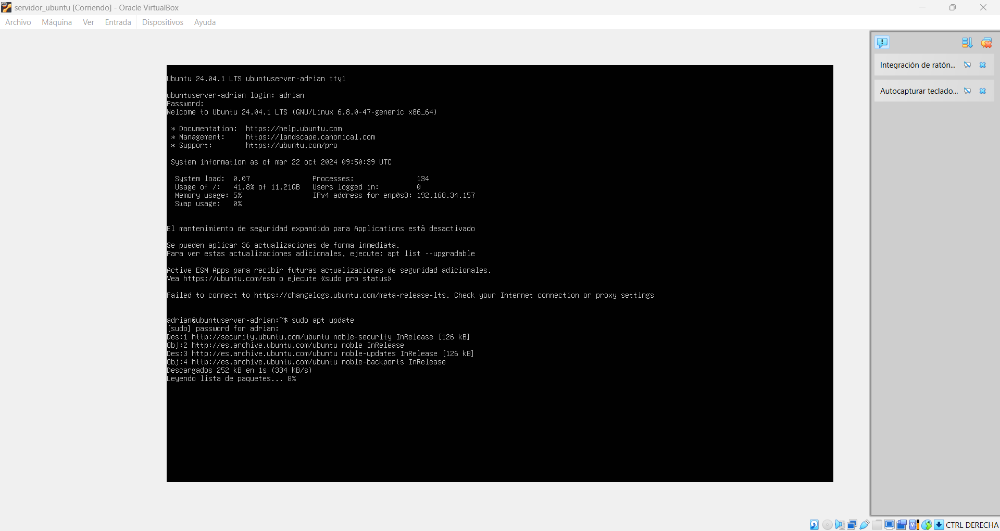 servidor_ubuntu [Corriendo] - Oracle VirtualBox
Archivo Máquina Ver Entrada Dispositivos Ayuda
Integración de ratón...
Autocapturar teclado...
Ubuntu 24.04.1 LTS ubuntuserver-adrian tty1
ubuntuserver-adrian login: adrian
Password:
Welcome to Ubuntu 24.04.1 LTS (GNU/Linux 6.8.0-47-generic x86_64)
* Documentation: https://help.ubuntu.com
* Management: https://landscape.canonical.com
* Support: https://ubuntu.com/pro
System information as of mar 22 oct 2024 09:50:39 UTC
System load: 0.07 Processes: 134
Usage of /: 41.8% of 11.21GB Users logged in: 0
Memory usage: 5% IPv4 address for enp0s3: 192.168.34.157
Swap usage: 0%
El mantenimiento de seguridad expandido para Applications está desactivado
Se pueden aplicar 36 actualizaciones de forma inmediata.
Para ver estas actualizaciones adicionales, ejecute: apt list --upgradable
Active ESM Apps para recibir futuras actualizaciones de seguridad adicionales.
Vea https://ubuntu.com/esm o ejecute «sudo pro status»
Failed to connect to https://changelogs.ubuntu.com/meta-release-lts. Check your Internet connection or proxy settings
adrian@ubuntuserver-adrian:~$ sudo apt update
[sudo] password for adrian:
Des:1 http://security.ubuntu.com/ubuntu noble-security InRelease [126 kB]
Obj:2 http://es.archive.ubuntu.com/ubuntu noble InRelease
Des:3 http://es.archive.ubuntu.com/ubuntu noble-updates InRelease [126 kB]
Obj:4 http://es.archive.ubuntu.com/ubuntu noble-backports InRelease
Descargados 252 kB en 1s (334 kB/s)
Leyendo lista de paquetes... 8%
CTRL DERECHA